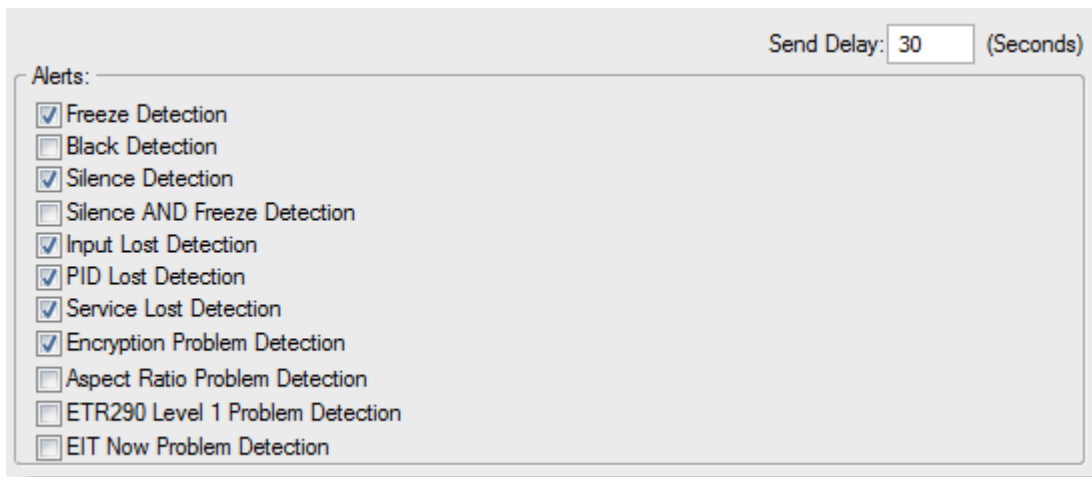 Send Delay: 30 (Seconds)
Alerts:
Freeze Detection
Black Detection
Silence Detection
Silence AND Freeze Detection
Input Lost Detection
PID Lost Detection
Service Lost Detection
Encryption Problem Detection
Aspect Ratio Problem Detection
ETR290 Level 1 Problem Detection
EIT Now Problem Detection